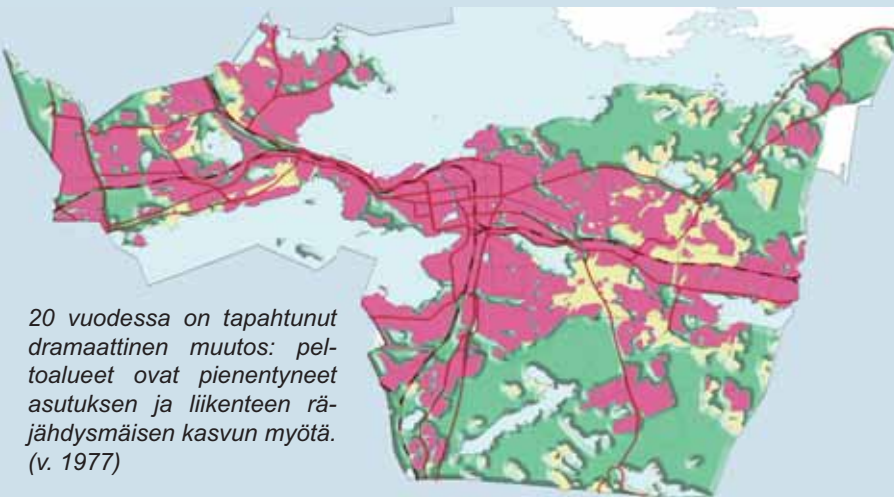 20 vuodessa on tapahtunut
dramaattinen muutos: pel-
toalueet ovat pienentyneet
asutuksen ja liikenteen rä-
jähdysmäisen kasvun myötä.
(v. 1977)